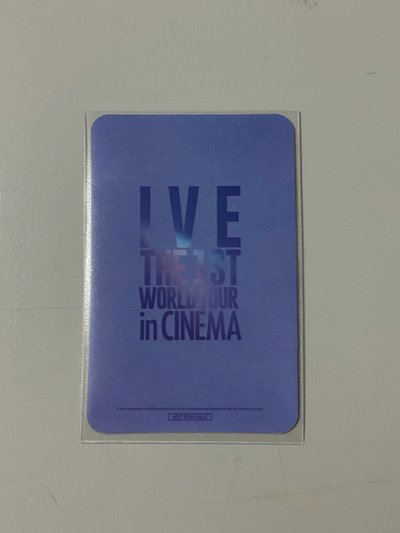 IVE
THE 1ST
WORLD TOUR
in CINEMA
NOT FOR SALE